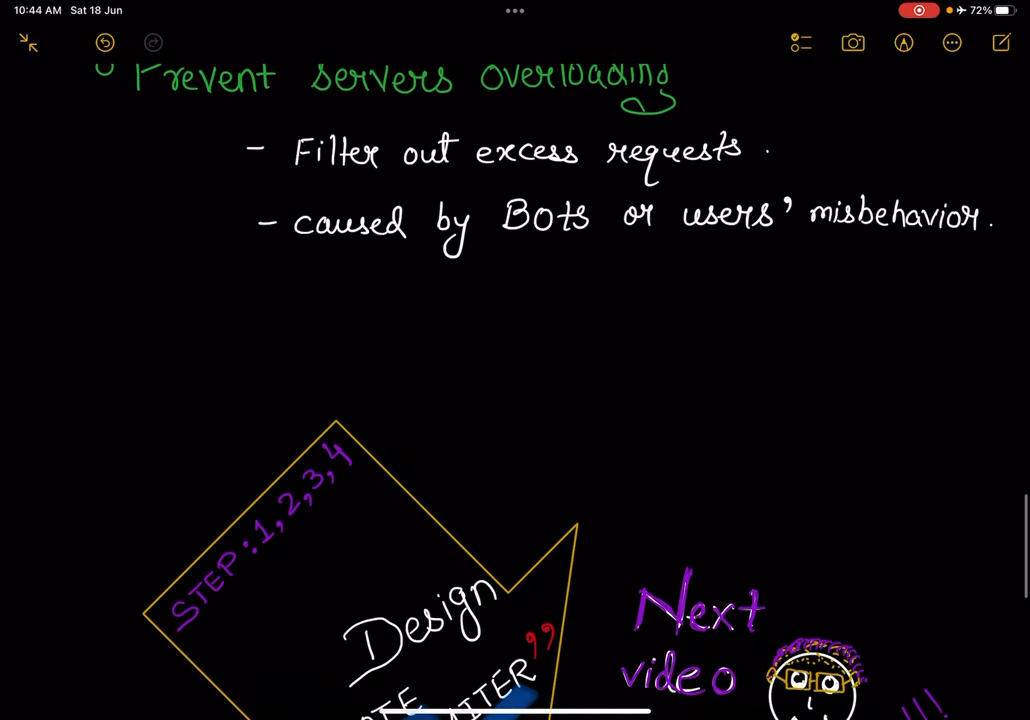 10:44 AM Sat 18 Jun
72%
Prevent servers overloading
- Filter out excess requests.
- caused by Bots or users' misbehavior.
STEP: 1, 2, 3, 4
Design
Next
video
!!!